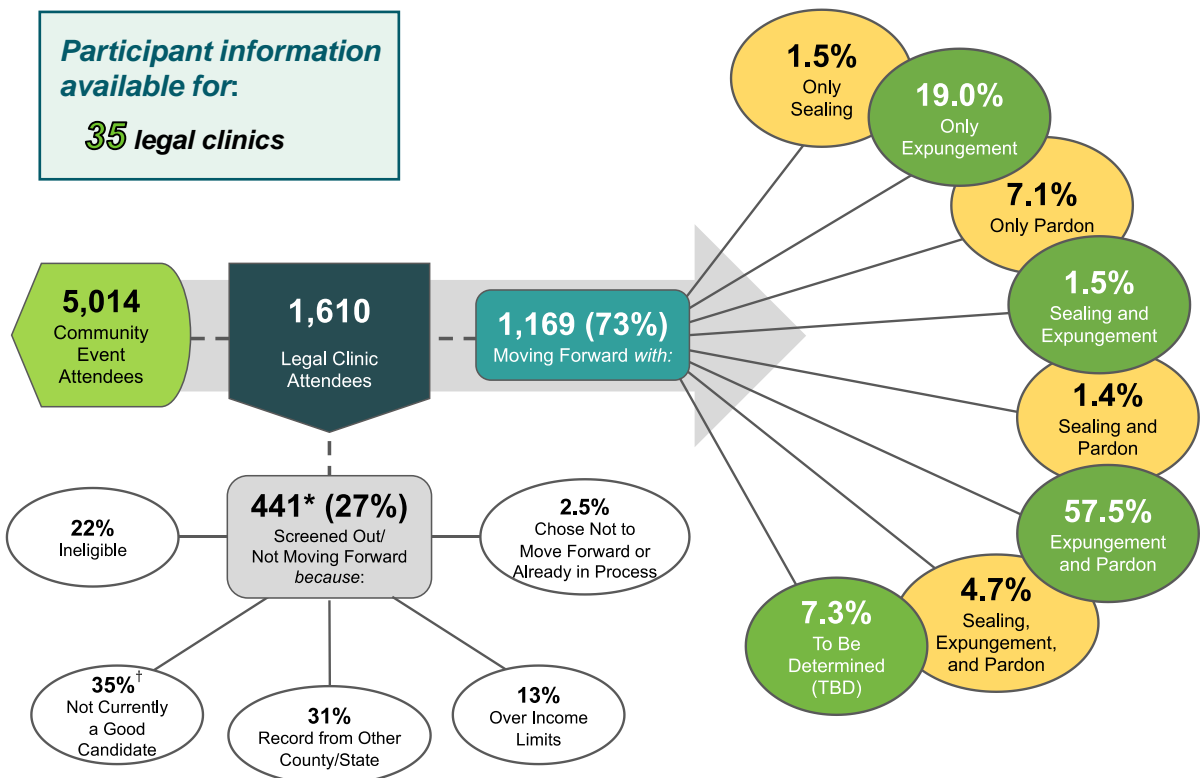 Participant information
available for:
35 legal clinics
5,014
Community
Event
Attendees
1,610
Legal Clinic
Attendees
1,169 (73%)
Moving Forward with:
1.5%
Only
Sealing
19.0%
Only
Expungement
7.1%
Only Pardon
1.5%
Sealing and
Expungement
1.4%
Sealing and
Pardon
57.5%
Expungement
and Pardon
4.7%
Sealing,
Expungement,
and Pardon
7.3%
To Be
Determined
(TBD)
441* (27%)
Screened Out/
Not Moving Forward
because:
22%
Ineligible
2.5%
Chose Not to
Move Forward or
Already in Process
35%†
Not Currently
a Good
Candidate
31%
Record from Other
County/State
13%
Over Income
Limits